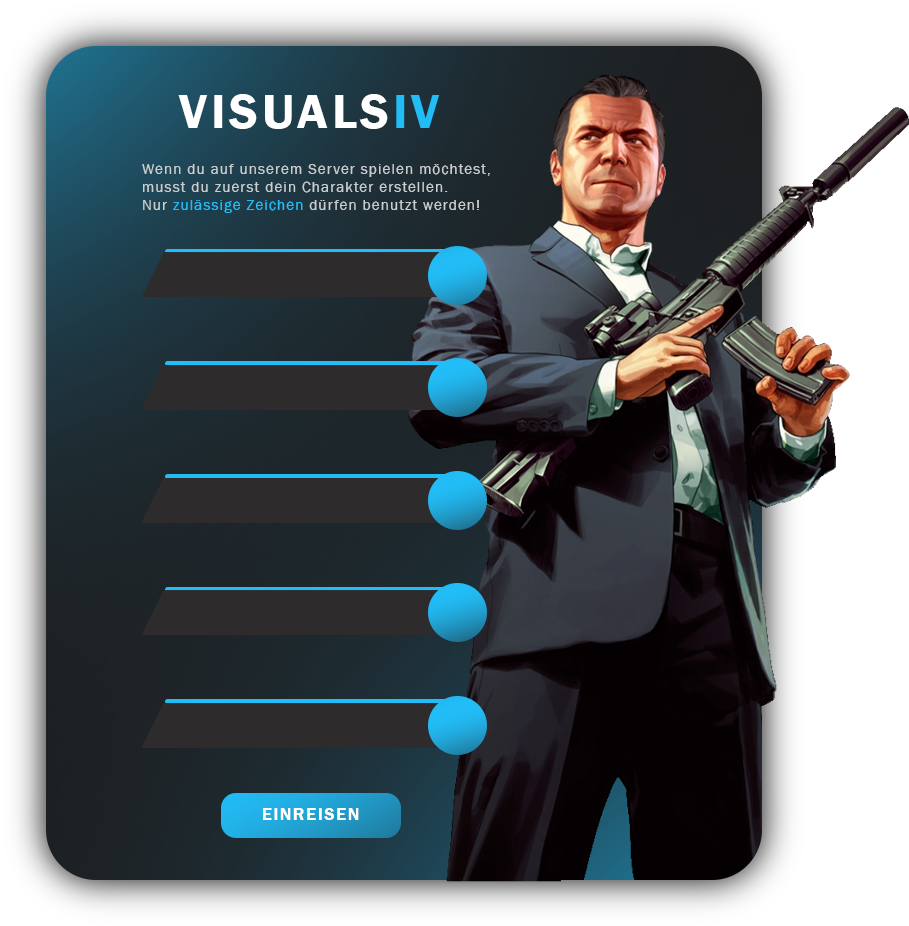 VISUALSIV
Wenn du auf unserem Server spielen möchtest,
musst du zuerst dein Charakter erstellen.
Nur zulässige Zeichen dürfen benutzt werden!
EINREISEN